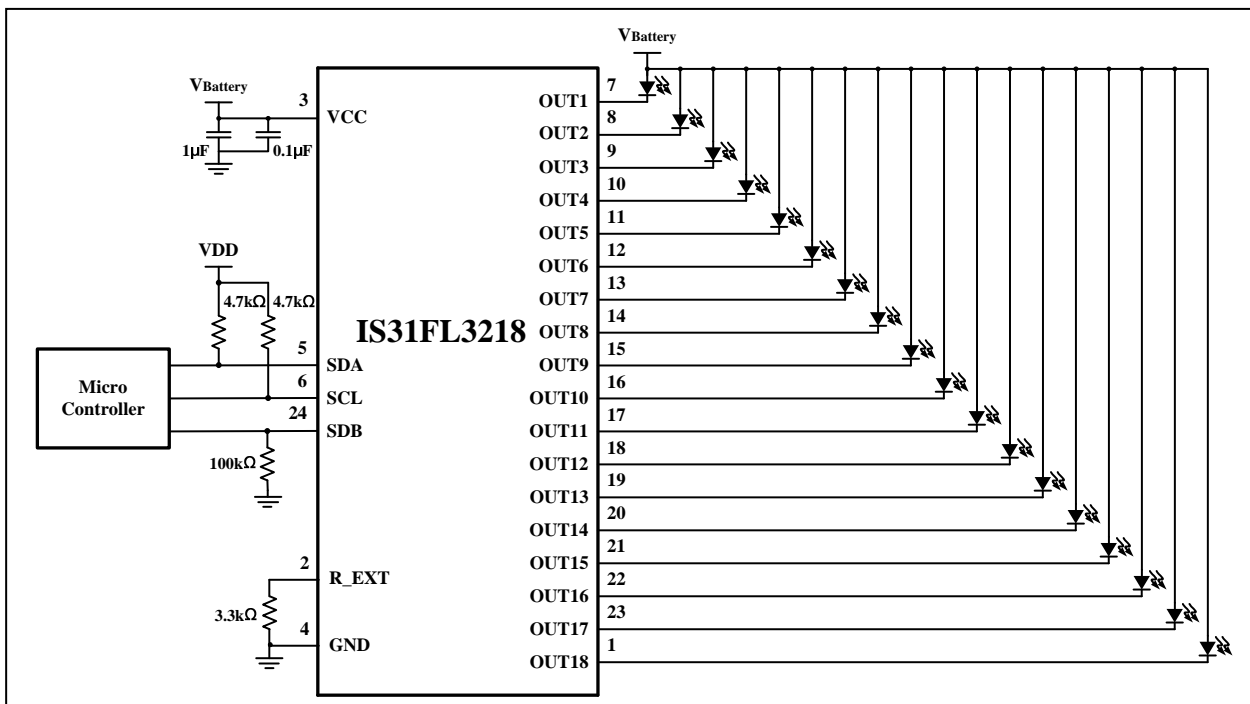 VBattery
3
VCC
1µF
0.1µF
VDD
4.7kΩ
4.7kΩ
Micro
Controller
5
SDA
6
SCL
24
SDB
100kΩ
2
R_EXT
3.3kΩ
4
GND
IS31FL3218
VBattery
7
OUT1
8
OUT2
9
OUT3
10
OUT4
11
OUT5
12
OUT6
13
OUT7
14
OUT8
15
OUT9
16
OUT10
17
OUT11
18
OUT12
19
OUT13
20
OUT14
21
OUT15
22
OUT16
23
OUT17
1
OUT18